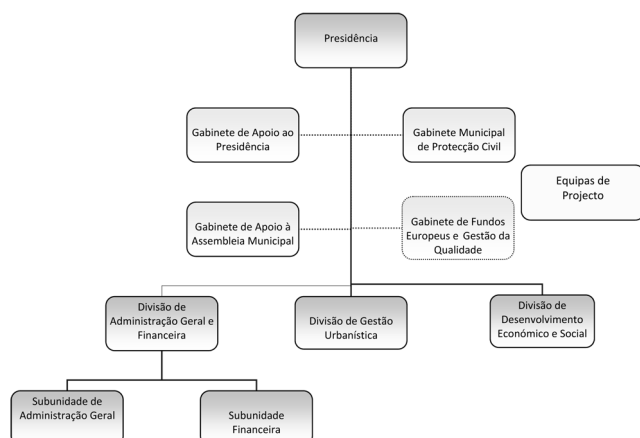 Presidência
Gabinete de Apoio ao
Presidência
Gabinete Municipal
de Protecção Civil
Equipas de
Projecto
Gabinete de Apoio à
Assembleia Municipal
Gabinete de Fundos
Europeus e Gestão da
Qualidade
Divisão de
Administração Geral e
Financeira
Divisão de Gestão
Urbanística
Divisão de
Desenvolvimento
Económico e Social
Subunidade de
Administração Geral
Subunidade
Financeira